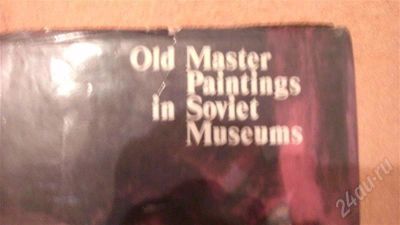 Old Master
Paintings
in Soviet
Museums
24au.ru